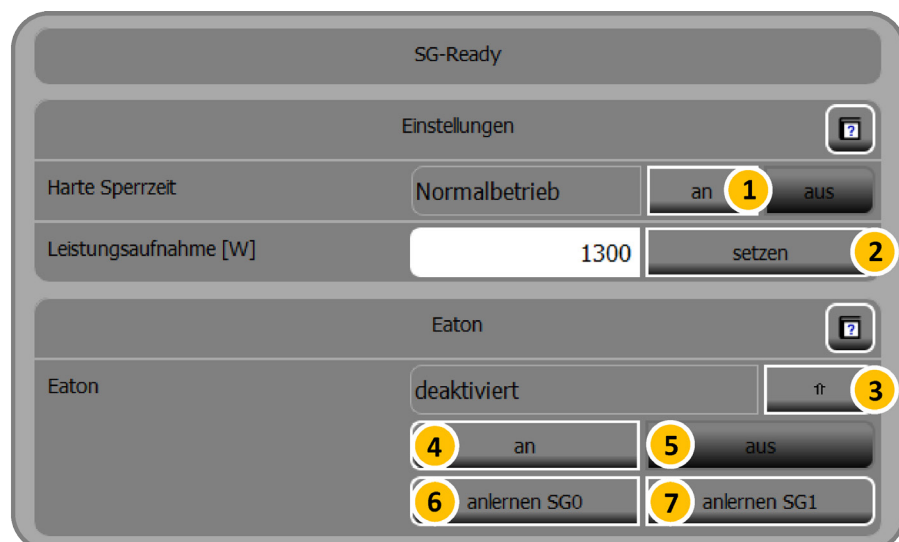 SG-Ready
Einstellungen
Harte Sperrzeit Normalbetrieb an 1 aus
Leistungsaufnahme [W] 1300 setzen 2
Eaton
Eaton deaktiviert ⇑ 3
4 an 5 aus
6 anlernen SG0 7 anlernen SG1